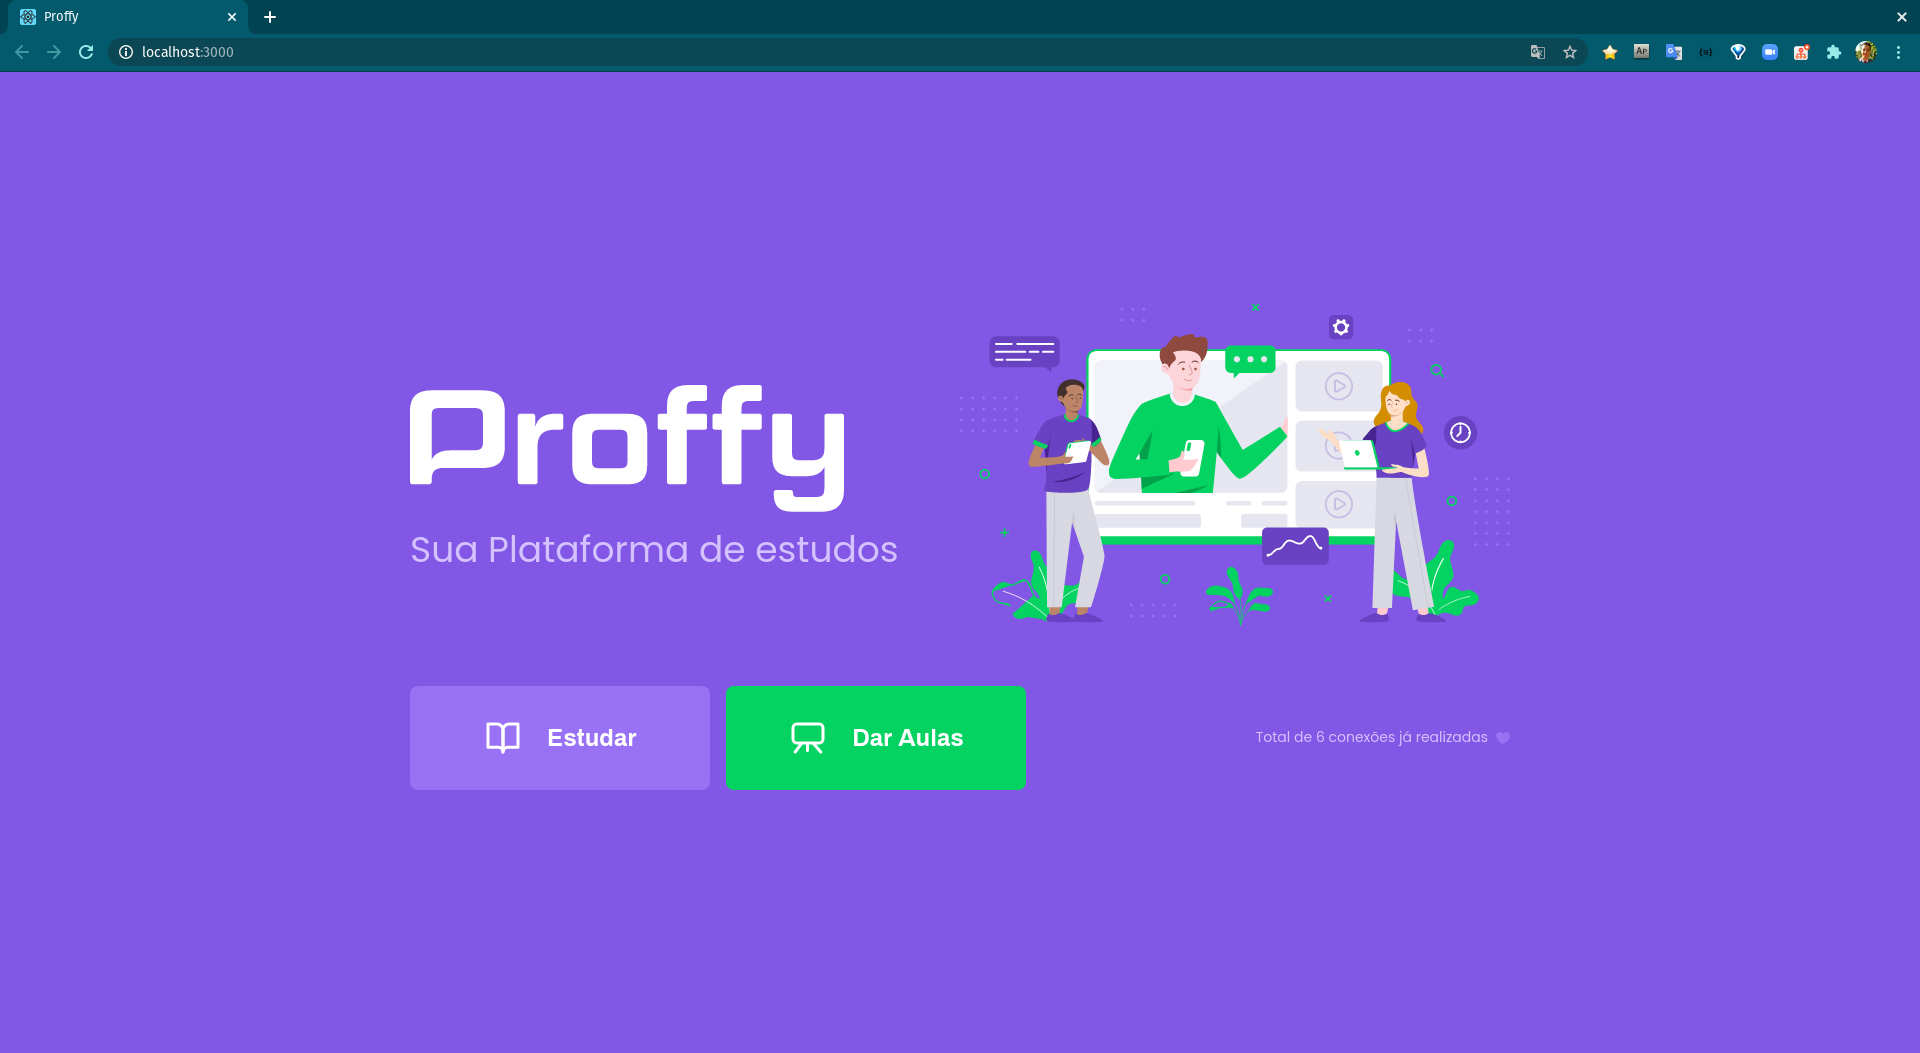 Proffy
localhost:3000
Proffy
Sua Plataforma de estudos
Estudar
Dar Aulas
Total de 6 conexões já realizadas